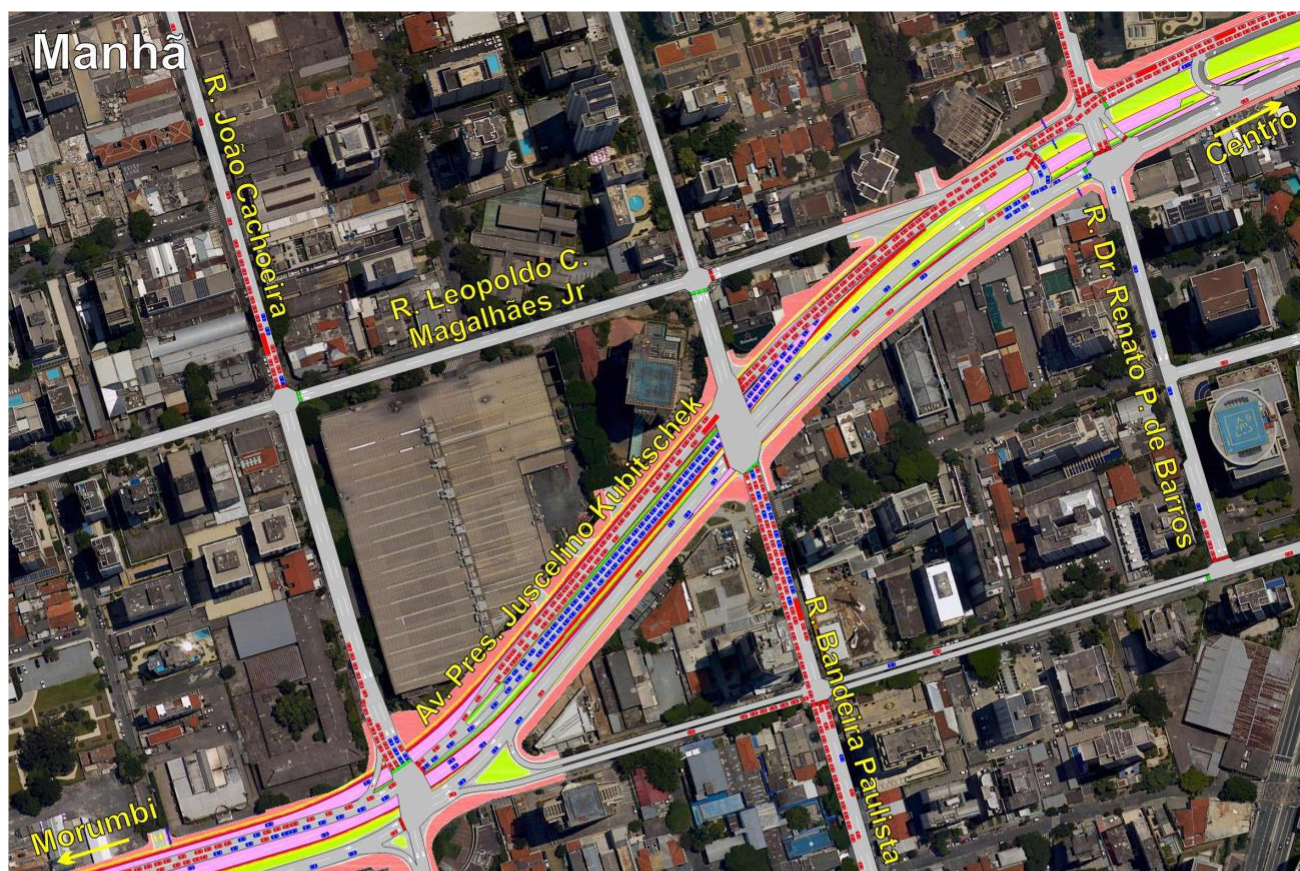 Manhã
R. João Cachoeira
R. Leopoldo C.
Magalhães Jr
Centro
R. Dr. Renato P. de Barros
Av. Pres. Juscelino Kubitschek
R. Bandeira Paulista
Morumbi